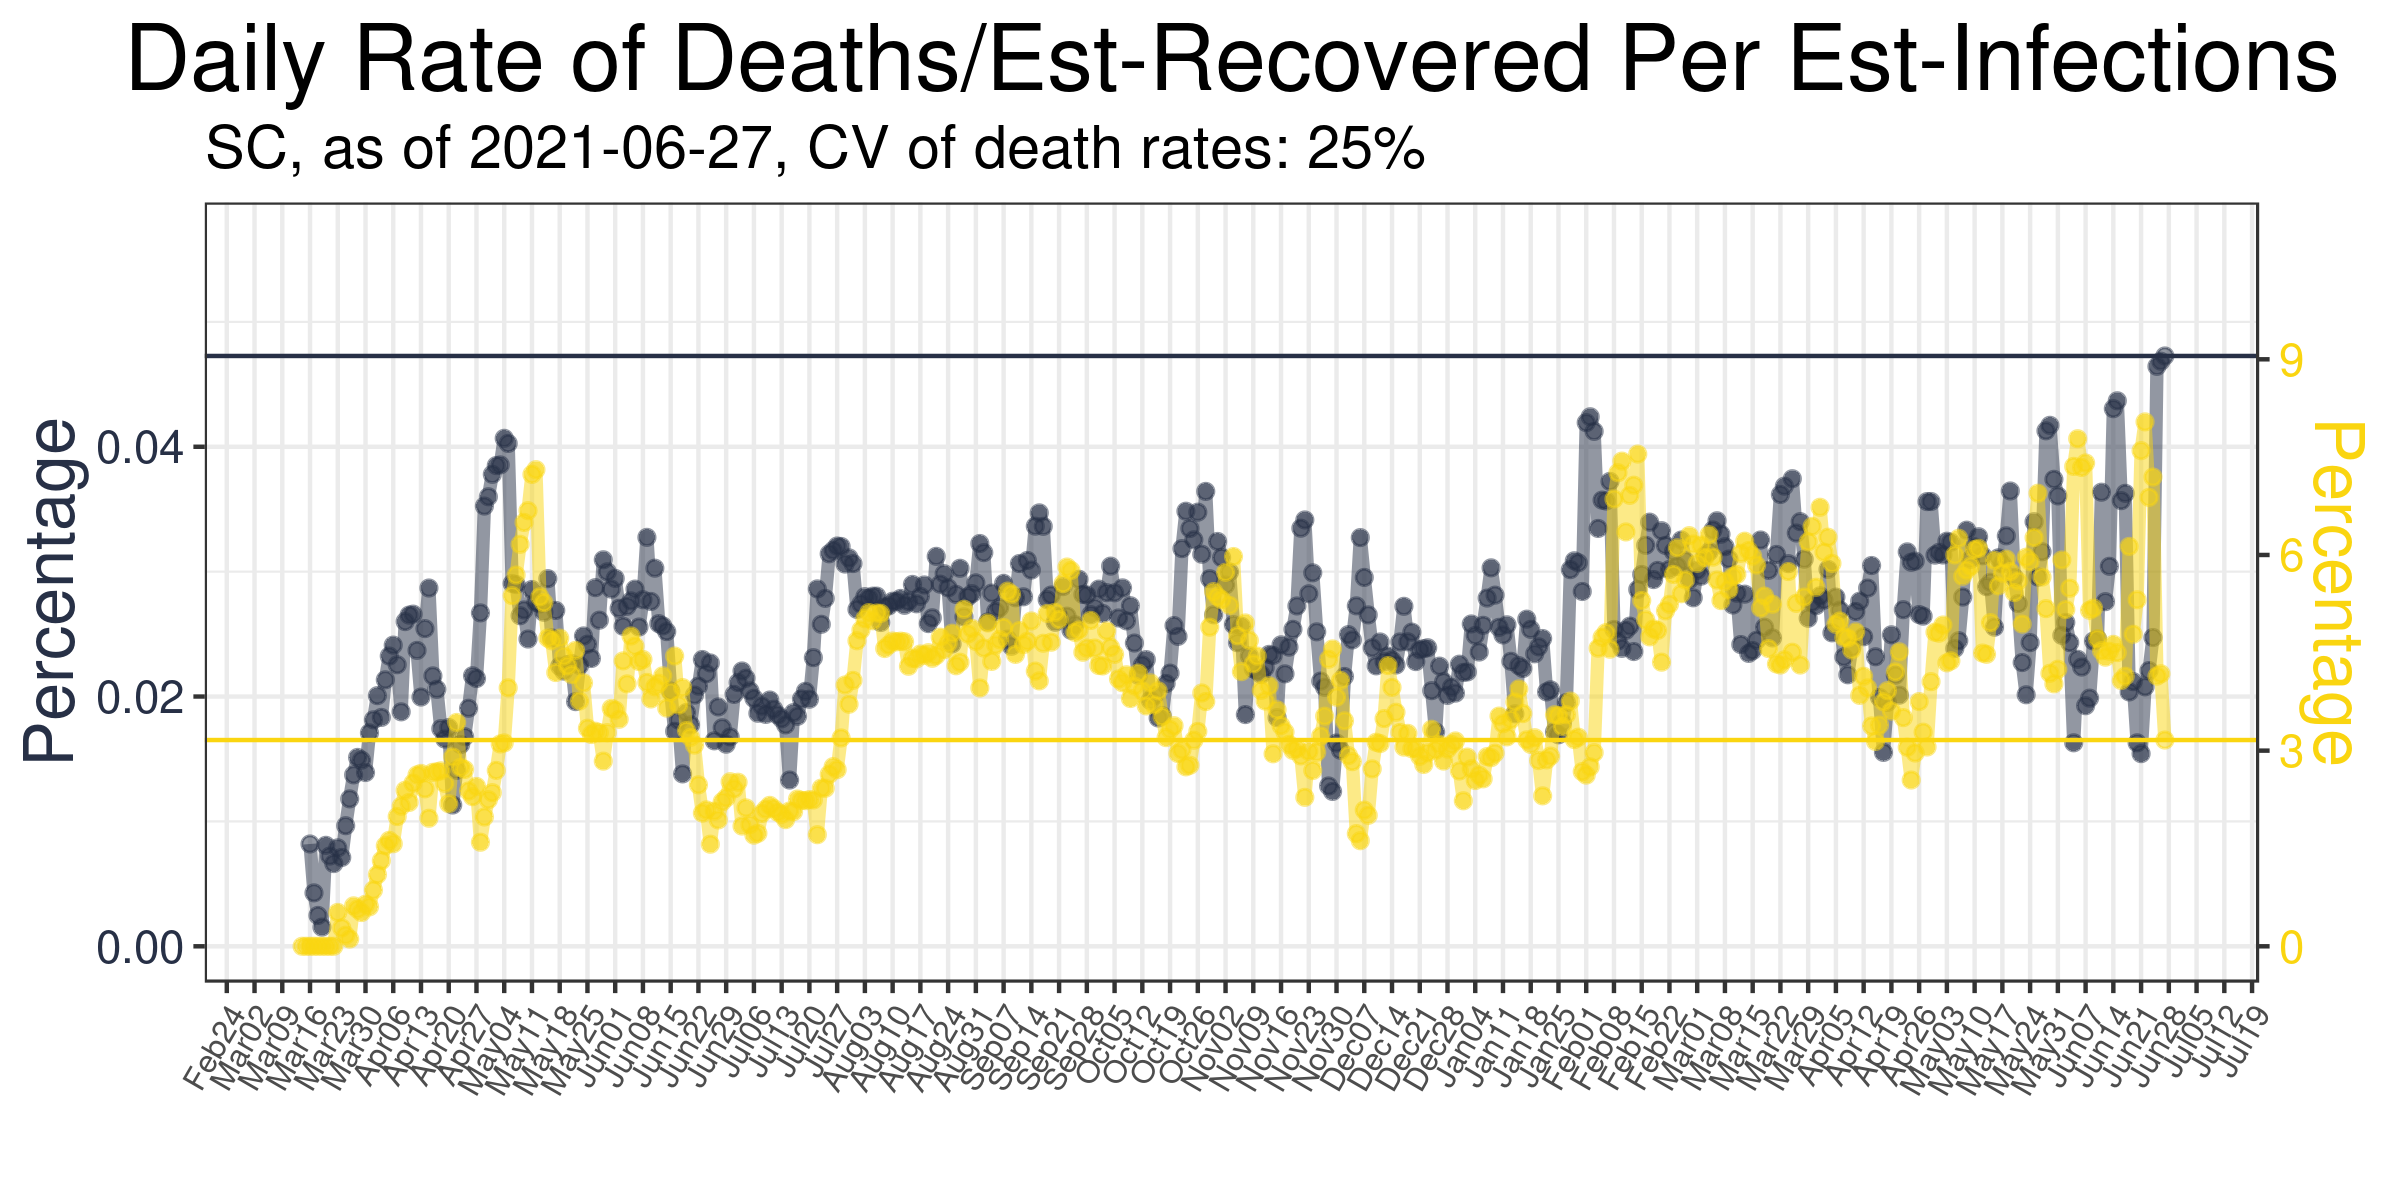 Daily Rate of Deaths/Est-Recovered Per Est-Infections
SC, as of 2021-06-27, CV of death rates: 25%
Percentage
0.04
0.02
0.00
9
6
3
0
Percentage
Feb24
Mar02
Mar09
Mar16
Mar23
Mar30
Apr06
Apr13
Apr20
Apr27
May04
May11
May18
May25
Jun01
Jun08
Jun15
Jun22
Jun29
Jul06
Jul13
Jul20
Jul27
Aug03
Aug10
Aug17
Aug24
Aug31
Sep07
Sep14
Sep21
Sep28
Oct05
Oct12
Oct19
Oct26
Nov02
Nov09
Nov16
Nov23
Nov30
Dec07
Dec14
Dec21
Dec28
Jan04
Jan11
Jan18
Jan25
Feb01
Feb08
Feb15
Feb22
Mar01
Mar08
Mar15
Mar22
Mar29
Apr05
Apr12
Apr19
Apr26
May03
May10
May17
May24
May31
Jun07
Jun14
Jun21
Jun28
Jul05
Jul12
Jul19